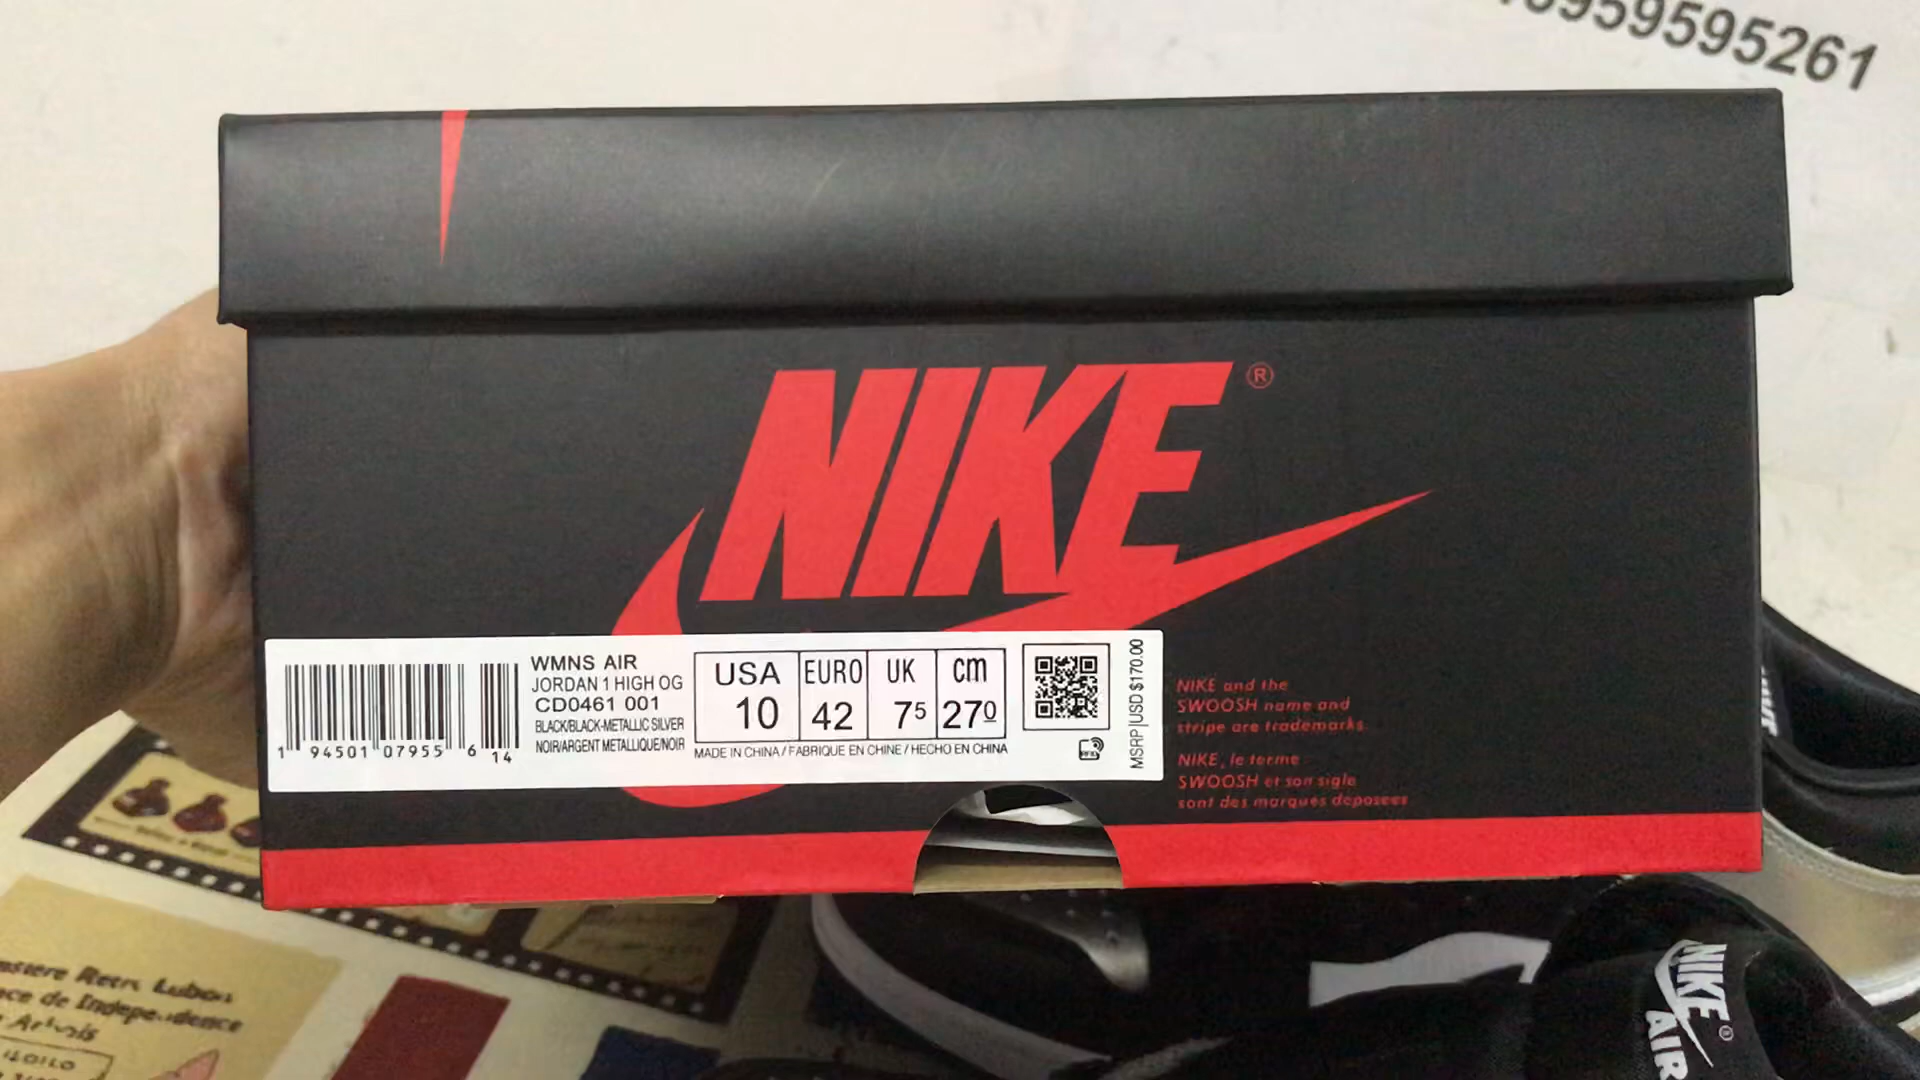 959595261
NIKE®
WMNS AIR
JORDAN 1 HIGH OG
CD0461 001
BLACK/BLACK-METALLIC SILVER
NOIR/ARGENT METALLIQUE/NOIR
1 94501 07955 6 14
USA EURO UK cm
10 42 7⁵ 27⁰
MADE IN CHINA / FABRIQUE EN CHINE / HECHO EN CHINA
MSRP|USD $170.00
NIKE and the
SWOOSH name and
stripe are trademarks.
NIKE, le terme
SWOOSH et son sigle
sont des marques deposees
NIKE®
AIR